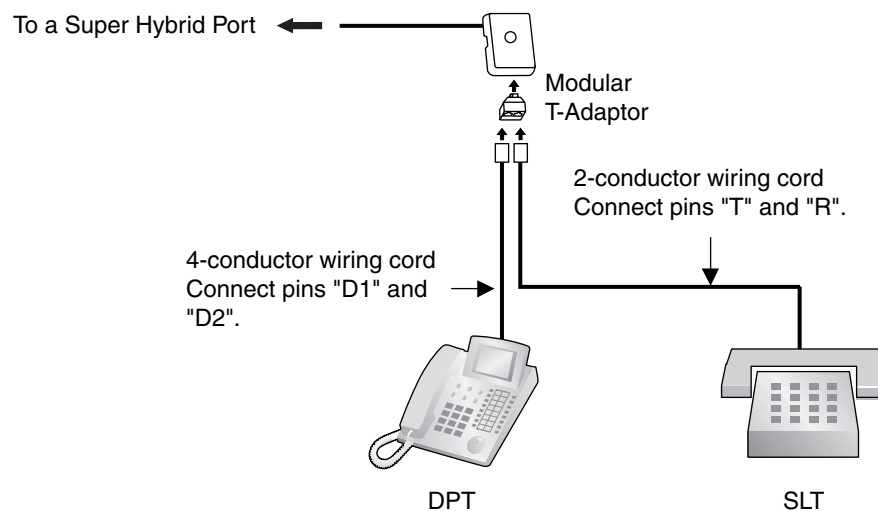 To a Super Hybrid Port
Modular
T-Adaptor
2-conductor wiring cord
Connect pins "T" and "R".
4-conductor wiring cord
Connect pins "D1" and
"D2".
DPT
SLT